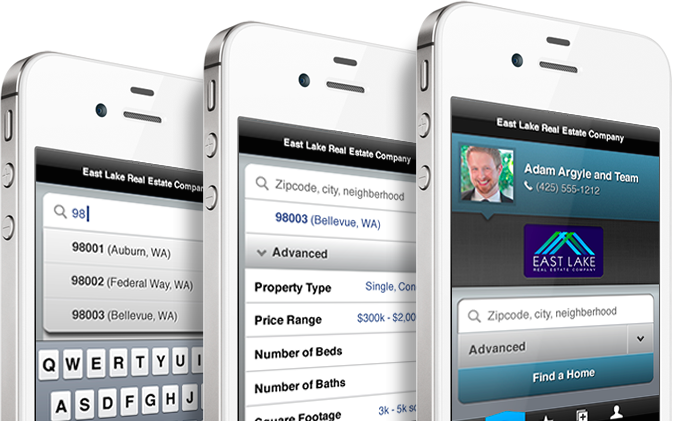 East Lake Real Estate Company
98
98001 (Auburn, WA)
98002 (Federal Way, WA)
98003 (Bellevue, WA)
Q W E R T Y U I
A S D F G H J
East Lake Real Estate Company
Zipcode, city, neighborhood
98003 (Bellevue, WA)
Advanced
Property Type Single, Con
Price Range $300k - $2,00
Number of Beds
Number of Baths
Square Footage 3k - 5k s
East Lake Real Estate Company
Adam Argyle and Team
(425) 555-1212
EAST LAKE
REAL ESTATE COMPANY
Zipcode, city, neighborhood
Advanced
Find a Home